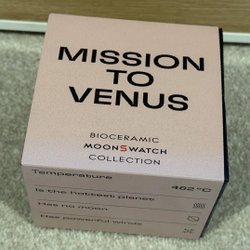 MISSION
TO
VENUS
BIOCERAMIC
MOONSWATCH
COLLECTION
Temperature 462 °C
Is the hottest planet
Has no moon
Has powerful winds